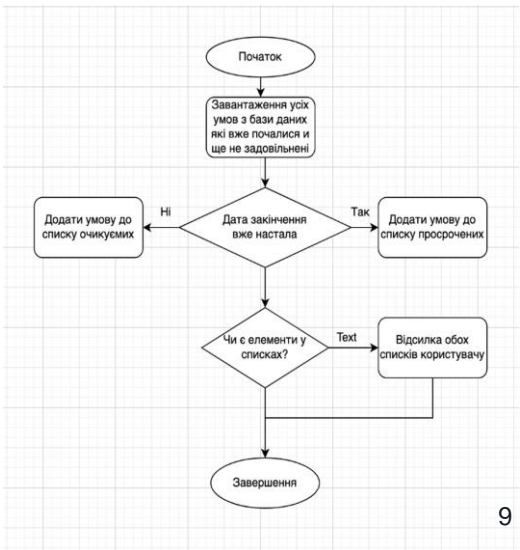 Початок
Завантаження усіх
умов з бази даних
які вже почалися и
ще не задовільнені
Ні
Дата закінчення
вже настала
Так
Додати умову до
списку очикуємих
Додати умову до
списку просрочених
Чи є елементи у
списках?
Text
Відсилка обох
списків користувачу
Завершення
9